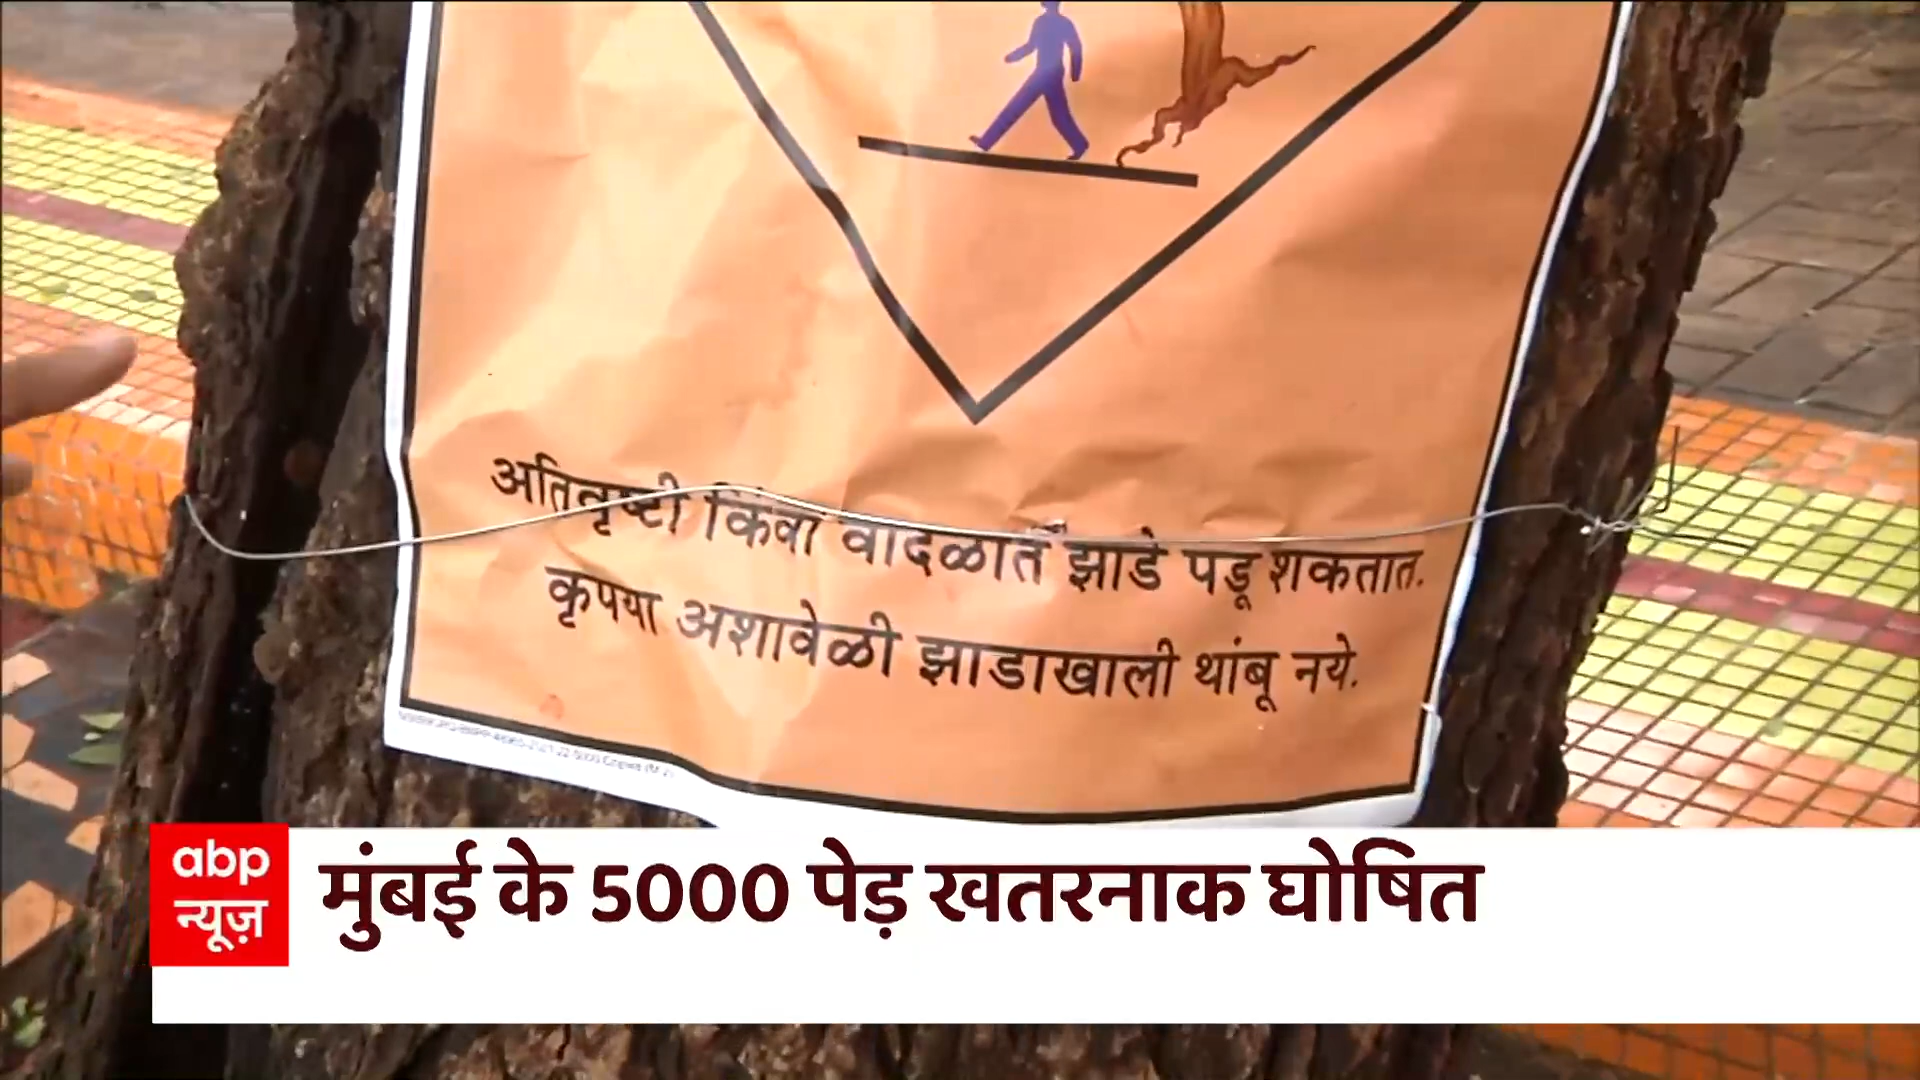 अतिवृष्टी किंवा वादळात झाडे पडू शकतात.
कृपया अशावेळी झाडाखाली थांबू नये.
abp
न्यूज़
मुंबई के 5000 पेड़ खतरनाक घोषित